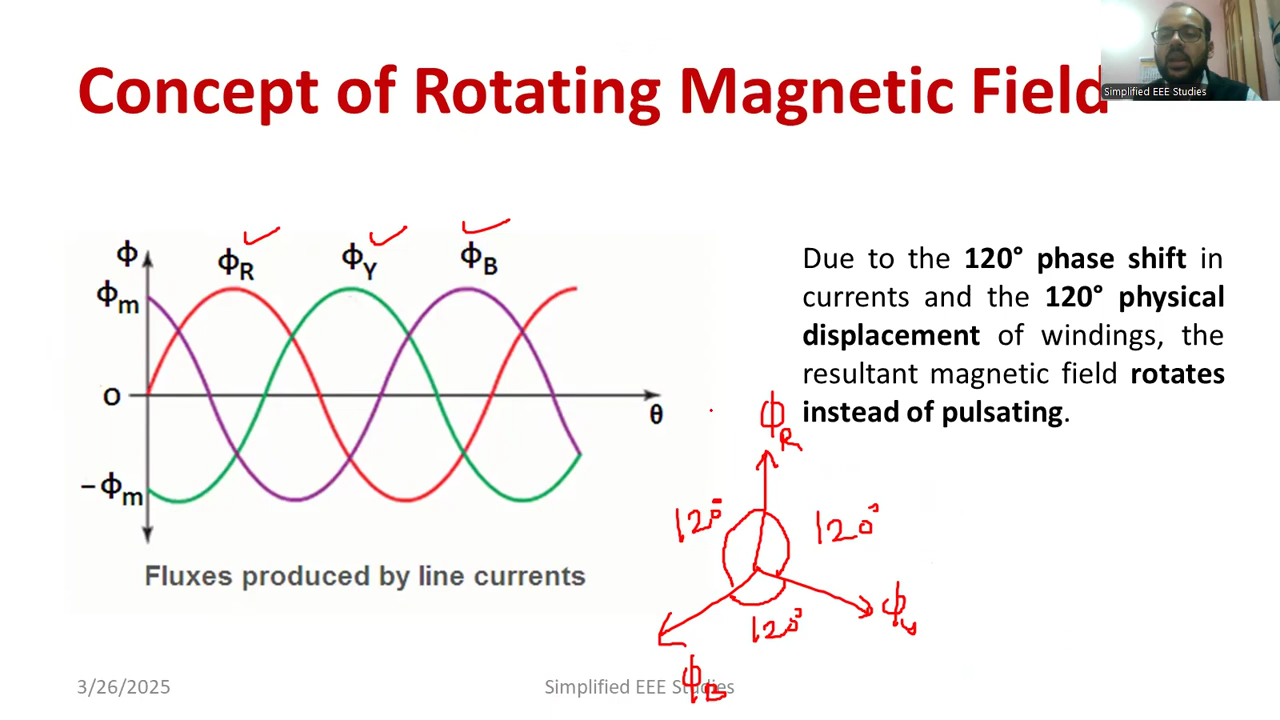 Concept of Rotating Magnetic Field
Simplified EEE Studies
ϕ
ϕR
ϕY
ϕB
ϕm
O
θ
−ϕm
Fluxes produced by line currents
Due to the 120° phase shift in
currents and the 120° physical
displacement of windings, the
resultant magnetic field rotates
instead of pulsating.
ϕR
120°
120°
120°
ϕy
ϕB
3/26/2025
Simplified EEE Studies